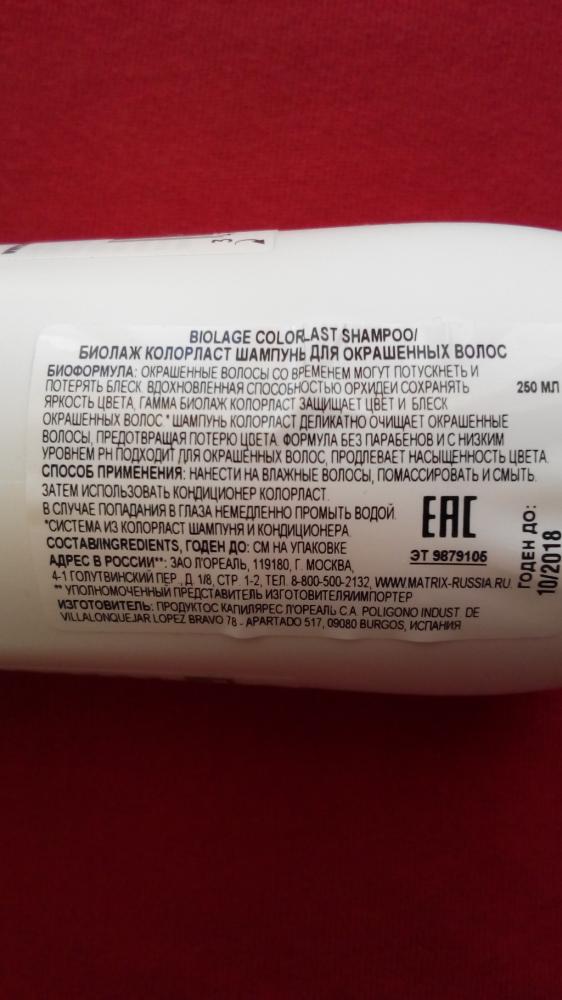 BIOLAGE COLORLAST SHAMPOO/
БИОЛАЖ КОЛОРЛАСТ ШАМПУНЬ ДЛЯ ОКРАШЕННЫХ ВОЛОС
БИОФОРМУЛА: ОКРАШЕННЫЕ ВОЛОСЫ СО ВРЕМЕНЕМ МОГУТ ПОТУСКНЕТЬ И
ПОТЕРЯТЬ БЛЕСК. ВДОХНОВЛЕННАЯ СПОСОБНОСТЬЮ ОРХИДЕИ СОХРАНЯТЬ
ЯРКОСТЬ ЦВЕТА, ГАММА БИОЛАЖ КОЛОРЛАСТ ЗАЩИЩАЕТ ЦВЕТ И БЛЕСК
ОКРАШЕННЫХ ВОЛОС.* ШАМПУНЬ КОЛОРЛАСТ ДЕЛИКАТНО ОЧИЩАЕТ ОКРАШЕННЫЕ
ВОЛОСЫ, ПРЕДОТВРАЩАЯ ПОТЕРЮ ЦВЕТА. ФОРМУЛА БЕЗ ПАРАБЕНОВ И С НИЗКИМ
УРОВНЕМ PH ПОДХОДИТ ДЛЯ ОКРАШЕННЫХ ВОЛОС, ПРОДЛЕВАЕТ НАСЫЩЕННОСТЬ ЦВЕТА.
СПОСОБ ПРИМЕНЕНИЯ: НАНЕСТИ НА ВЛАЖНЫЕ ВОЛОСЫ, ПОМАССИРОВАТЬ И СМЫТЬ.
ЗАТЕМ ИСПОЛЬЗОВАТЬ КОНДИЦИОНЕР КОЛОРЛАСТ.
В СЛУЧАЕ ПОПАДАНИЯ В ГЛАЗА НЕМЕДЛЕННО ПРОМЫТЬ ВОДОЙ.
*СИСТЕМА ИЗ КОЛОРЛАСТ ШАМПУНЯ И КОНДИЦИОНЕРА.
СОСТАВ/INGREDIENTS, ГОДЕН ДО: СМ НА УПАКОВКЕ
АДРЕС В РОССИИ**: ЗАО Л'ОРЕАЛЬ, 119180, Г. МОСКВА,
4-1 ГОЛУТВИНСКИЙ ПЕР., Д. 1/8, СТР. 1-2, ТЕЛ. 8-800-500-2132, WWW.MATRIX-RUSSIA.RU.
** УПОЛНОМОЧЕННЫЙ ПРЕДСТАВИТЕЛЬ ИЗГОТОВИТЕЛЯ/ИМПОРТЕР
ИЗГОТОВИТЕЛЬ: ПРОДУКТОС КАПИЛЯРЕС Л'ОРЕАЛЬ С.А. POLIGONO INDUST. DE
VILLALONQUEJAR LOPEZ BRAVO 78 - APARTADO 517, 09080 BURGOS, ИСПАНИЯ
250 МЛ
EAC
ЭТ 9879106
ГОДЕН ДО:
10/2018